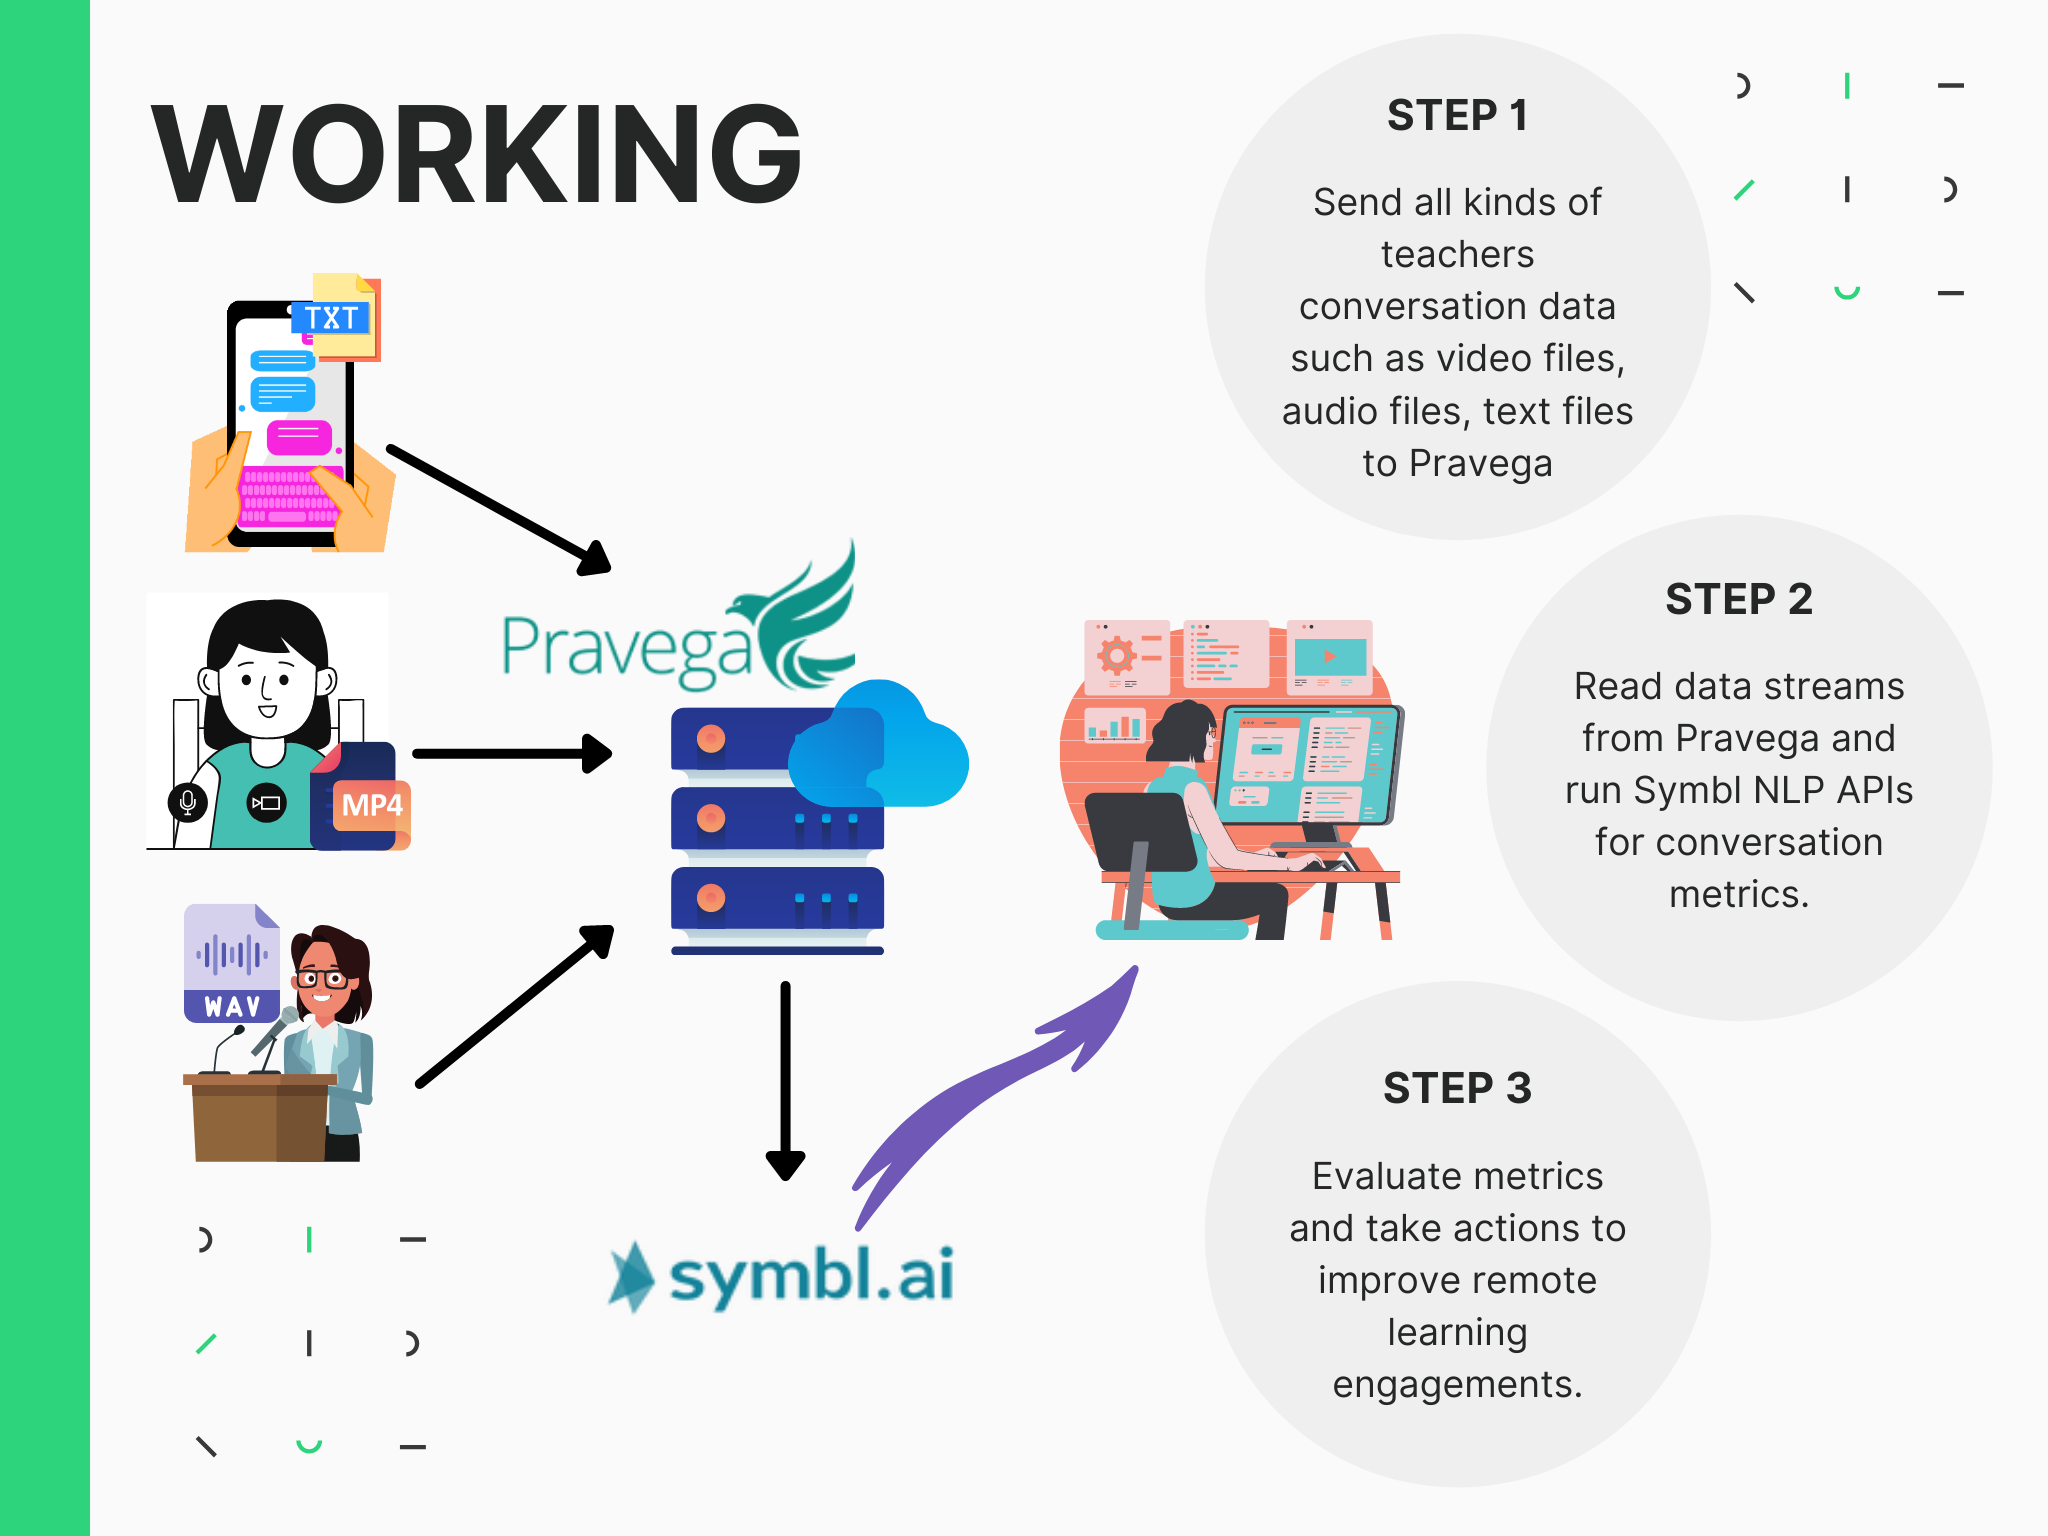 WORKING
TXT
MP4
WAV
Pravega
symbl.ai
STEP 1
Send all kinds of
teachers
conversation data
such as video files,
audio files, text files
to Pravega
STEP 2
Read data streams
from Pravega and
run Symbl NLP APIs
for conversation
metrics.
STEP 3
Evaluate metrics
and take actions to
improve remote
learning
engagements.